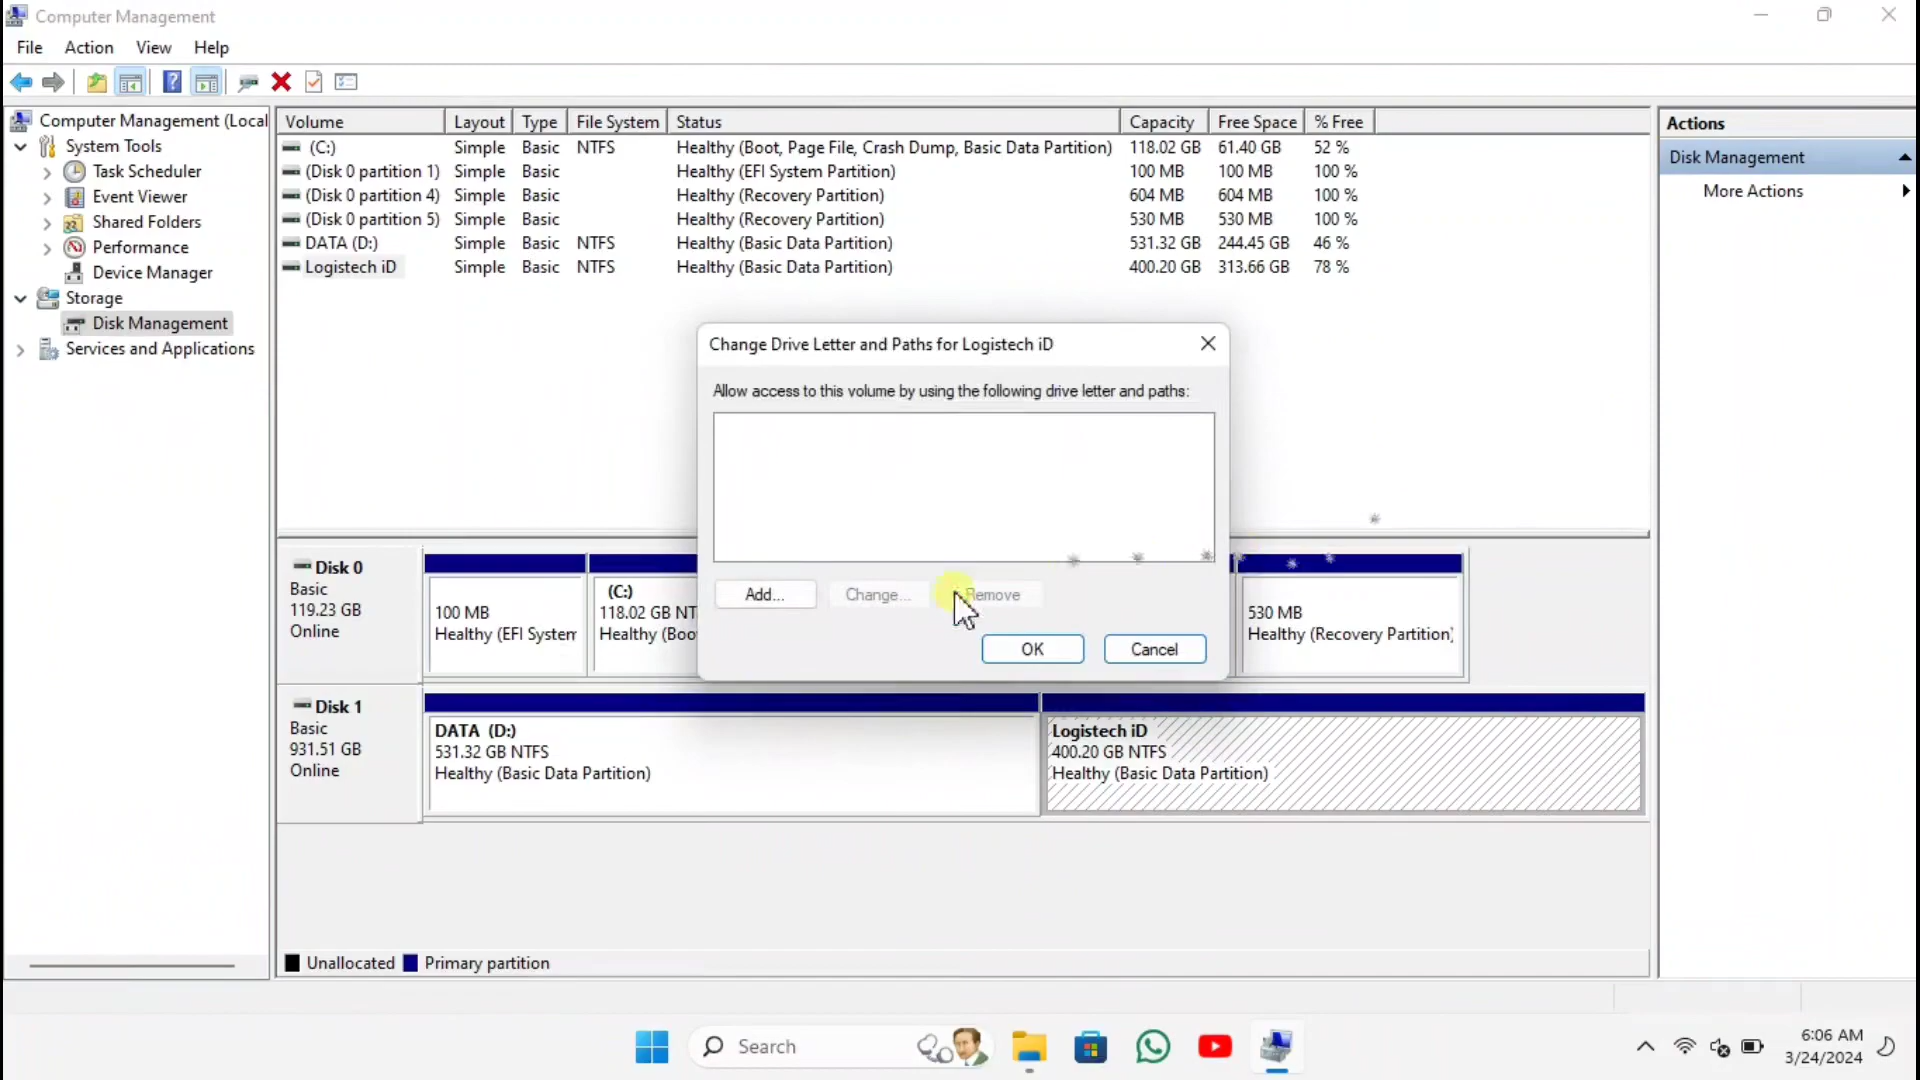 Computer Management
File Action View Help
Computer Management (Local
System Tools
Task Scheduler
Event Viewer
Shared Folders
Performance
Device Manager
Storage
Disk Management
Services and Applications
Volume Layout Type File System Status Capacity Free Space % Free
(C:) Simple Basic NTFS Healthy (Boot, Page File, Crash Dump, Basic Data Partition) 118.02 GB 61.40 GB 52 %
(Disk 0 partition 1) Simple Basic Healthy (EFI System Partition) 100 MB 100 MB 100 %
(Disk 0 partition 4) Simple Basic Healthy (Recovery Partition) 604 MB 604 MB 100 %
(Disk 0 partition 5) Simple Basic Healthy (Recovery Partition) 530 MB 530 MB 100 %
DATA (D:) Simple Basic NTFS Healthy (Basic Data Partition) 531.32 GB 244.45 GB 46 %
Logistech iD Simple Basic NTFS Healthy (Basic Data Partition) 400.20 GB 313.66 GB 78 %
Change Drive Letter and Paths for Logistech iD
Allow access to this volume by using the following drive letter and paths:
Add... Change... Remove
OK Cancel
Disk 0
Basic
119.23 GB
Online
100 MB
Healthy (EFI System
(C:)
118.02 GB NT
Healthy (Boo
530 MB
Healthy (Recovery Partition)
Disk 1
Basic
931.51 GB
Online
DATA (D:)
531.32 GB NTFS
Healthy (Basic Data Partition)
Logistech iD
400.20 GB NTFS
Healthy (Basic Data Partition)
Unallocated Primary partition
Actions
Disk Management
More Actions
Search
6:06 AM
3/24/2024